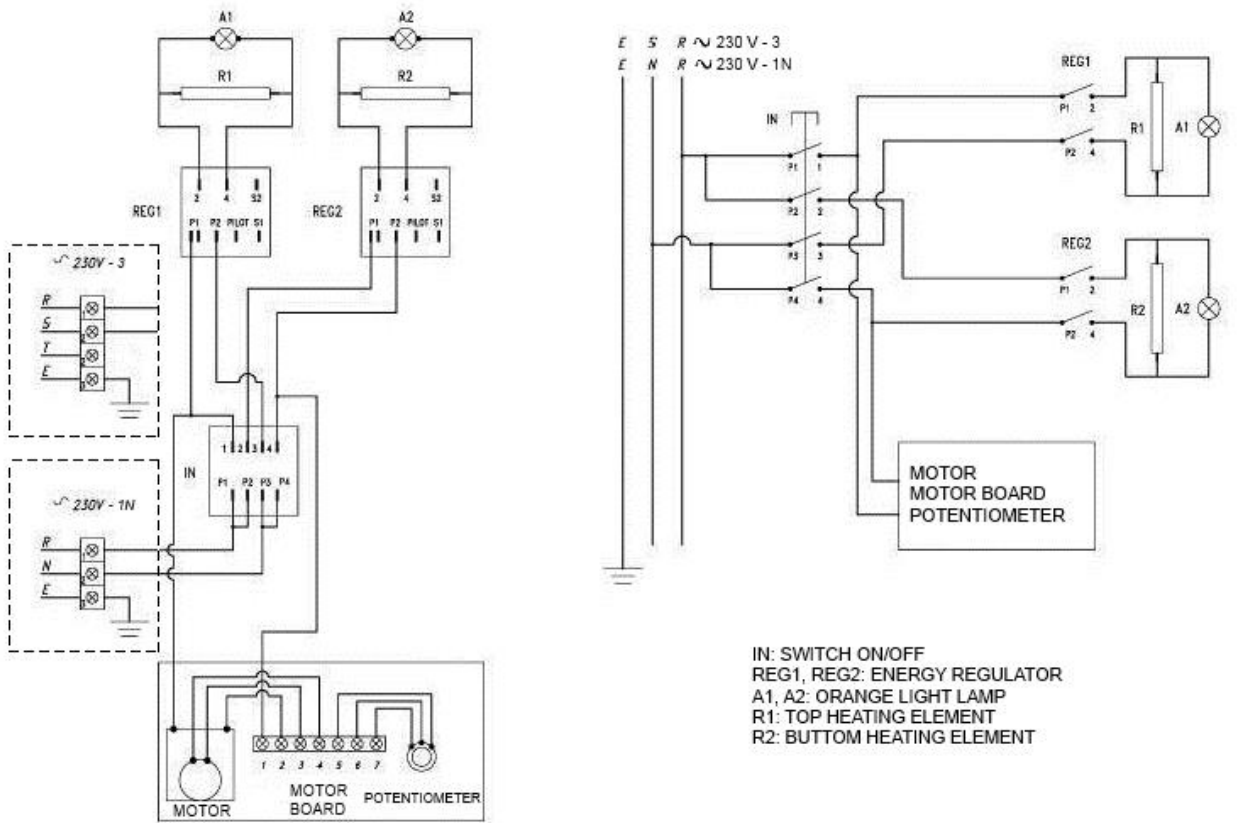 A1
R1
A2
R2
2 4 S2
REG1
P1 P2 PILOT S1
2 4 S2
REG2
P1 P2 PILOT S1
230V - 3
R 1
S 2
T
E
1 2 3 4
IN
P1 P2 P3 P4
230V - 1N
R 1
N 2
E 3
1 2 3 4 5 6 7
MOTOR
MOTOR
BOARD
POTENTIOMETER
E S R ~ 230 V - 3
E N R ~ 230 V - 1N
IN
P1 1
P2 2
P3 3
P4 4
REG1
P1 2
P2 4
R1
A1
REG2
P1 2
P2 4
R2
A2
MOTOR
MOTOR BOARD
POTENTIOMETER
IN: SWITCH ON/OFF
REG1, REG2: ENERGY REGULATOR
A1, A2: ORANGE LIGHT LAMP
R1: TOP HEATING ELEMENT
R2: BUTTOM HEATING ELEMENT